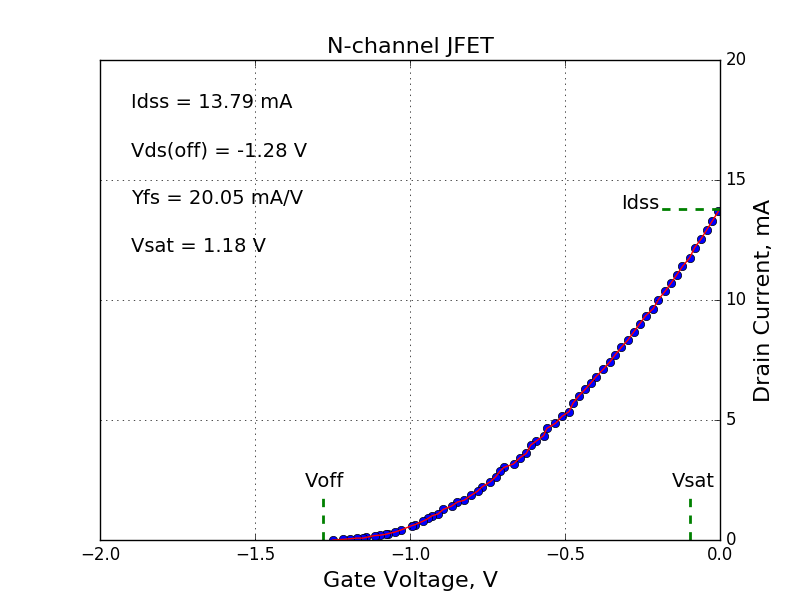 N-channel JFET
Idss = 13.79 mA
Vds(off) = -1.28 V
Yfs = 20.05 mA/V
Vsat = 1.18 V
Idss
Voff
Vsat
20
15
10
5
0
Drain Current, mA
−2.0 −1.5 −1.0 −0.5 0.0
Gate Voltage, V